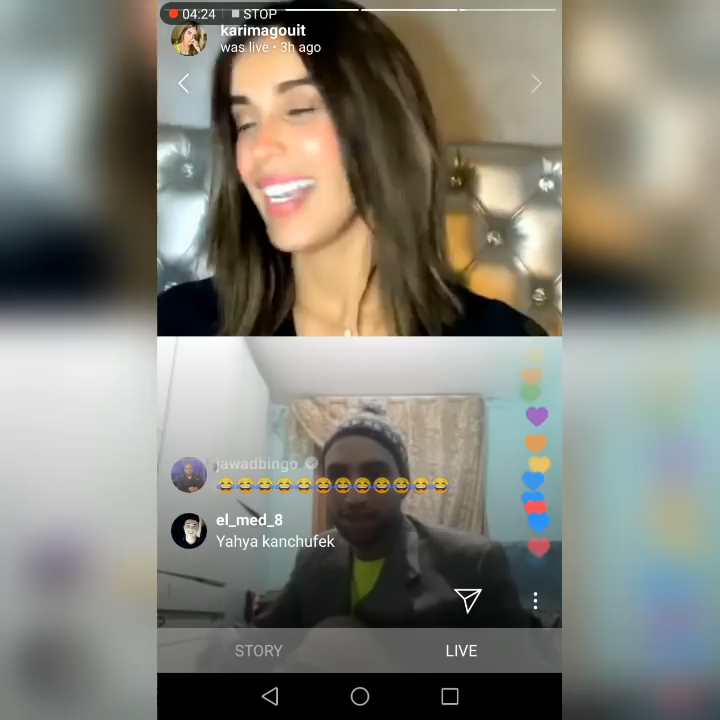 04:24 STOP
karimagouit
was live • 3h ago
jawadbingo
😂😂😂😂😂😂😂😂😂😂😂😂
el_med_8
Yahya kanchufek
STORY LIVE